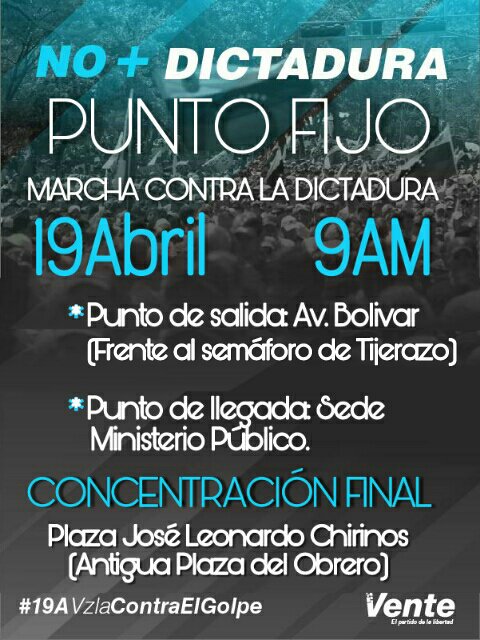 NO + DICTADURA
PUNTO FIJO
MARCHA CONTRA LA DICTADURA
19Abril 9AM
*Punto de salida: Av. Bolivar
(Frente al semáforo de Tijerazo)
*Punto de llegada: Sede
Ministerio Público.
CONCENTRACIÓN FINAL
Plaza José Leonardo Chirinos
(Antigua Plaza del Obrero)
#19AVzlaContraElGolpe
Vente
El partido de la libertad